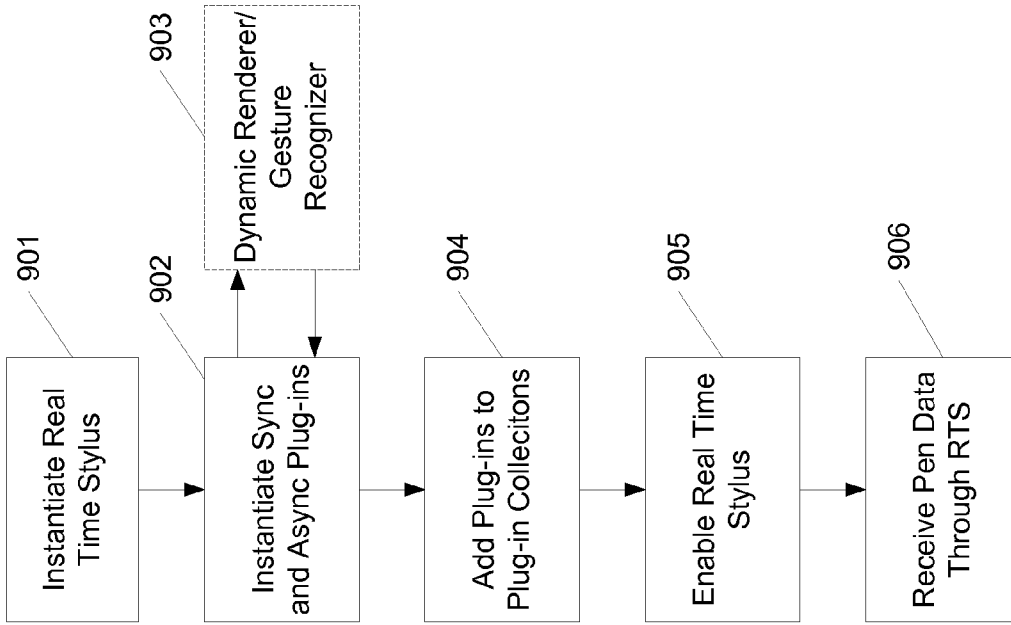 901
Instantiate Real
Time Stylus
902
Instantiate Sync
and Async Plug-ins
903
Dynamic Renderer/
Gesture
Recognizer
904
Add Plug-ins to
Plug-in Collecitons
905
Enable Real Time
Stylus
906
Receive Pen Data
Through RTS